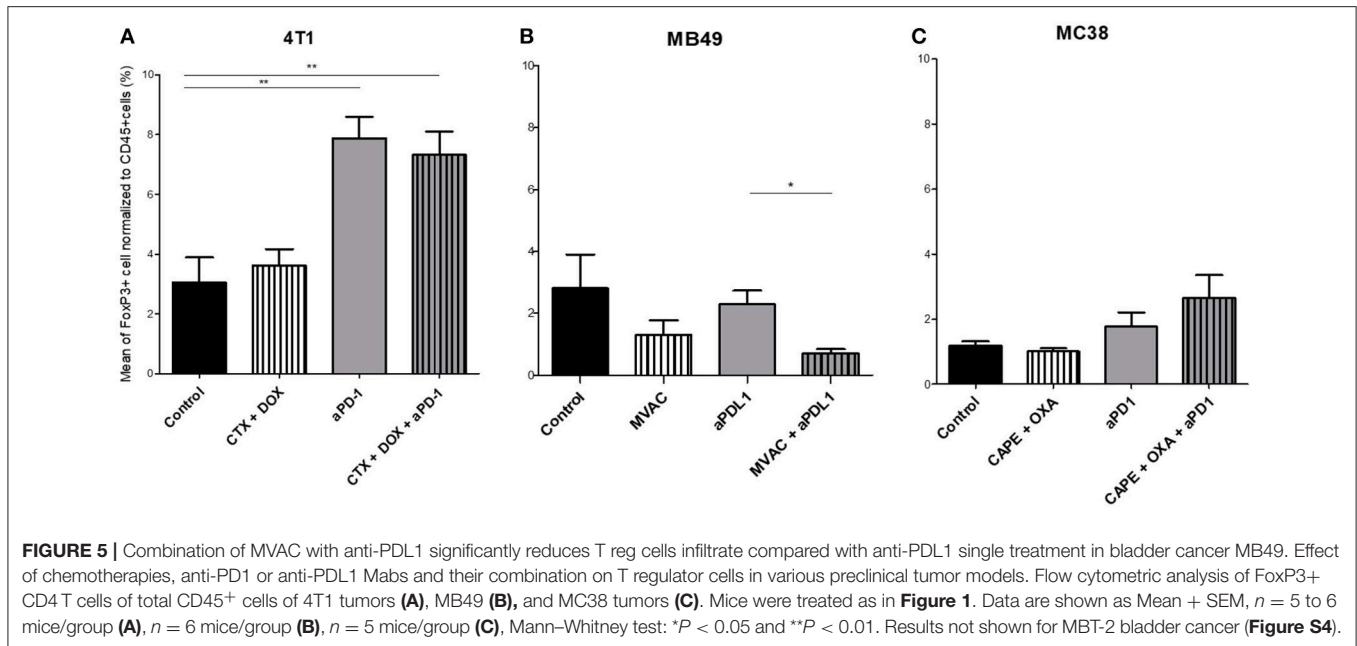 A
4T1
Mean of FoxP3+ cell normalized to CD45+cells (%)
10
8
6
4
2
0
**
**
Control
CTX + DOX
aPD-1
CTX + DOX + aPD-1
B
MB49
10
8
6
4
2
0
*
Control
MVAC
aPDL1
MVAC + aPDL1
C
MC38
10
8
6
4
2
0
Control
CAPE + OXA
aPD1
CAPE + OXA + aPD1
FIGURE 5 | Combination of MVAC with anti-PDL1 significantly reduces T reg cells infiltrate compared with anti-PDL1 single treatment in bladder cancer MB49. Effect
of chemotherapies, anti-PD1 or anti-PDL1 Mabs and their combination on T regulator cells in various preclinical tumor models. Flow cytometric analysis of FoxP3+
CD4 T cells of total CD45+ cells of 4T1 tumors (A), MB49 (B), and MC38 tumors (C). Mice were treated as in Figure 1. Data are shown as Mean + SEM, n = 5 to 6
mice/group (A), n = 6 mice/group (B), n = 5 mice/group (C), Mann–Whitney test: *P < 0.05 and **P < 0.01. Results not shown for MBT-2 bladder cancer (Figure S4).